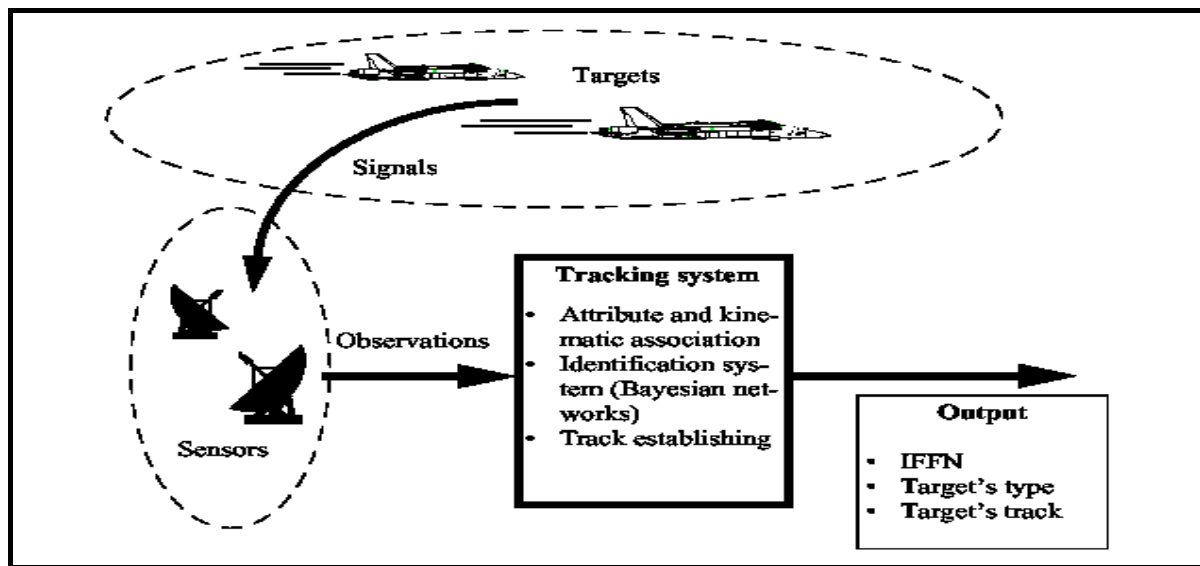 Targets
Signals
Sensors
Observations
Tracking system
• Attribute and kine-
matic association
• Identification sys-
tem (Bayesian net-
works)
• Track establishing
Output
• IFFN
• Target's type
• Target's track